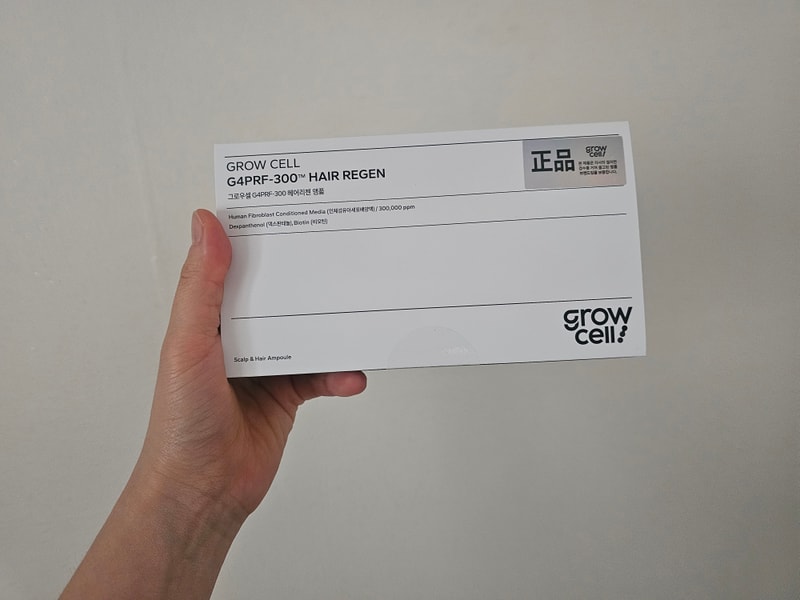 GROW CELL
G4PRF-300™ HAIR REGEN
그로우셀 G4PRF-300 헤어리젠 앰플
Human Fibroblast Conditioned Media (인체섬유아세포배양액) / 300,000 ppm
Dexpanthenol (덱스판테놀), Biotin (비오틴)
正品
grow
cell!
Scalp & Hair Ampoule
grow
cell!